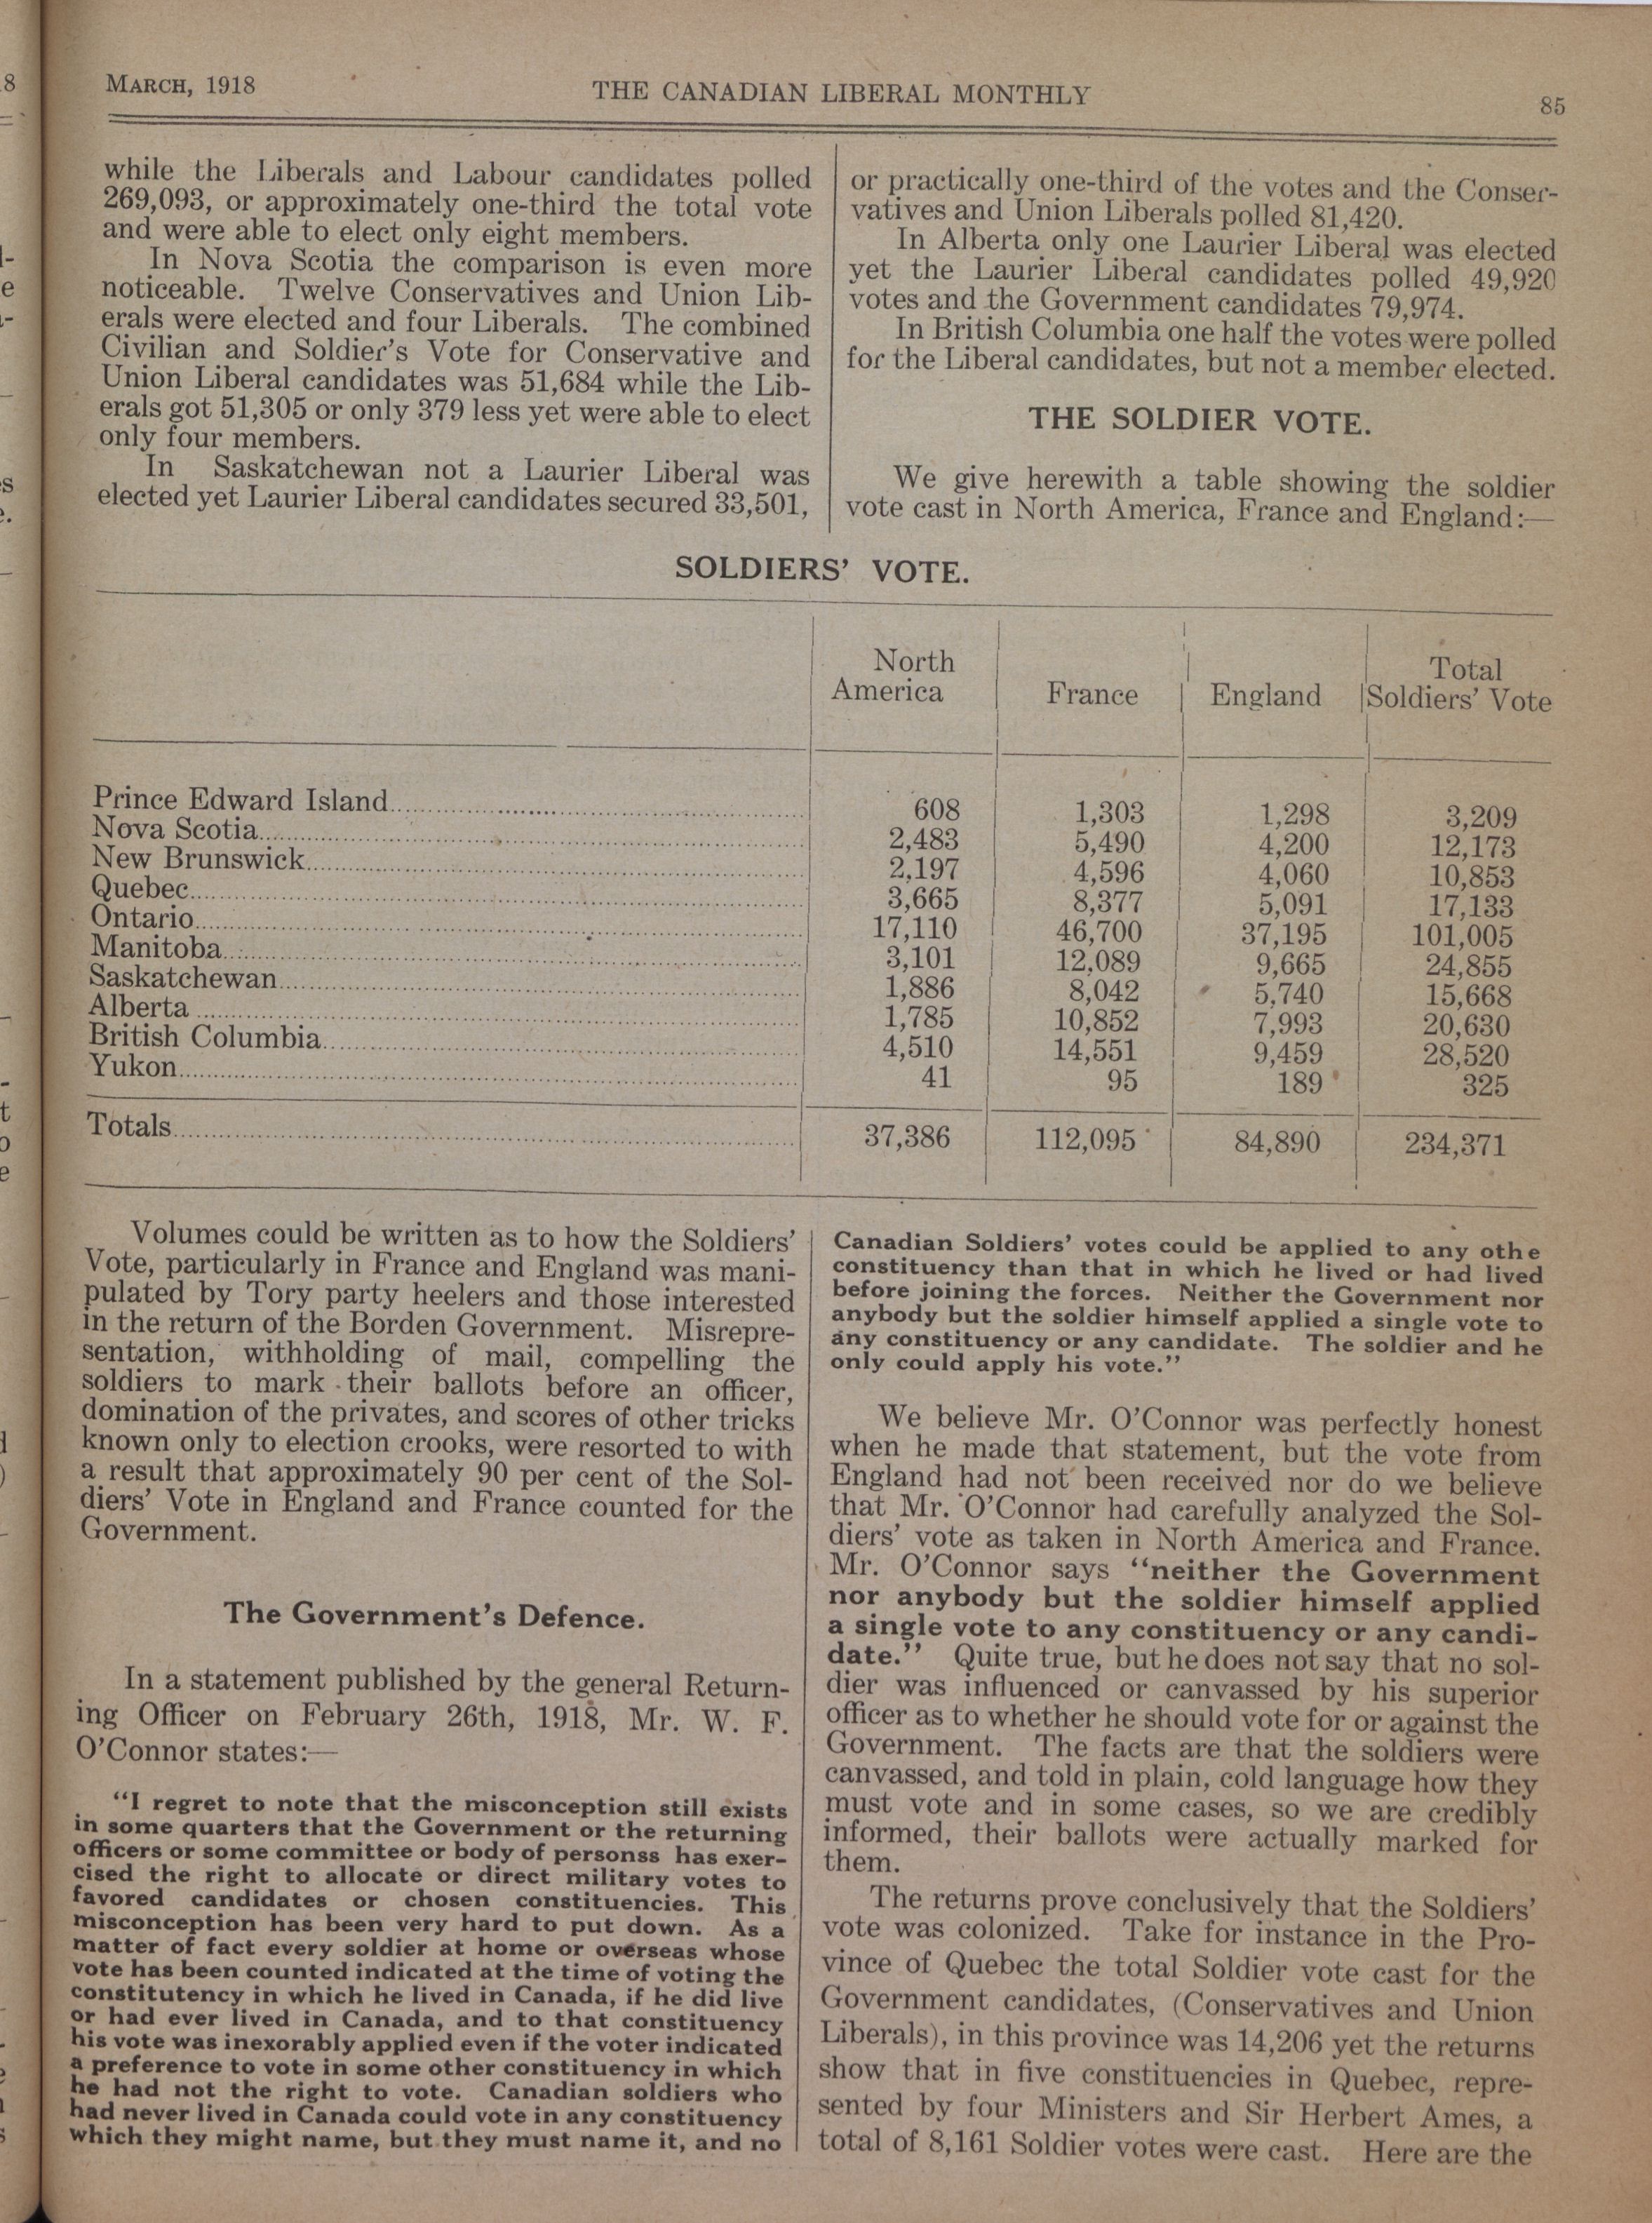 MARCH, 1918
THE CANADIAN LIBERAL MONTHLY
85
while the Liberals and Labour candidates polled
269,093, or approximately one-third the total vote
and were able to elect only eight members.
In Nova Scotia the comparison is even more
noticeable. Twelve Conservatives and Union Lib-
erals were elected and four Liberals. The combined
Civilian and Soldier's Vote for Conservative and
Union Liberal candidates was 51,684 while the Lib-
erals got 51,305 or only 379 less yet were able to elect
only four members.
In Saskatchewan not a Laurier Liberal was
elected yet Laurier Liberal candidates secured 33,501,
or practically one-third of the votes and the Conser-
vatives and Union Liberals polled 81,420.
In Alberta only one Laurier Liberal was elected
yet the Laurier Liberal candidates polled 49,920
votes and the Government candidates 79,974.
In British Columbia one half the votes were polled
for the Liberal candidates, but not a member elected.
THE SOLDIER VOTE.
We give herewith a table showing the soldier
vote cast in North America, France and England:—
SOLDIERS' VOTE.
North America France England Total Soldiers' Vote
Prince Edward Island 608 1,303 1,298 3,209
Nova Scotia 2,483 5,490 4,200 12,173
New Brunswick 2,197 4,596 4,060 10,853
Quebec 3,665 8,377 5,091 17,133
Ontario 17,110 46,700 37,195 101,005
Manitoba 3,101 12,089 9,665 24,855
Saskatchewan 1,886 8,042 5,740 15,668
Alberta 1,785 10,852 7,993 20,630
British Columbia 4,510 14,551 9,459 28,520
Yukon 41 95 189 325
Totals 37,386 112,095 84,890 234,371
Volumes could be written as to how the Soldiers'
Vote, particularly in France and England was mani-
pulated by Tory party heelers and those interested
in the return of the Borden Government. Misrepre-
sentation, withholding of mail, compelling the
soldiers to mark their ballots before an officer,
domination of the privates, and scores of other tricks
known only to election crooks, were resorted to with
a result that approximately 90 per cent of the Sol-
diers' Vote in England and France counted for the
Government.
The Government's Defence.
In a statement published by the general Return-
ing Officer on February 26th, 1918, Mr. W. F.
O'Connor states:—
"I regret to note that the misconception still exists
in some quarters that the Government or the returning
officers or some committee or body of personss has exer-
cised the right to allocate or direct military votes to
favored candidates or chosen constituencies. This
misconception has been very hard to put down. As a
matter of fact every soldier at home or overseas whose
vote has been counted indicated at the time of voting the
constitutency in which he lived in Canada, if he did live
or had ever lived in Canada, and to that constituency
his vote was inexorably applied even if the voter indicated
a preference to vote in some other constituency in which
he had not the right to vote. Canadian soldiers who
had never lived in Canada could vote in any constituency
which they might name, but they must name it, and no
Canadian Soldiers' votes could be applied to any othe
constituency than that in which he lived or had lived
before joining the forces. Neither the Government nor
anybody but the soldier himself applied a single vote to
any constituency or any candidate. The soldier and he
only could apply his vote."
We believe Mr. O'Connor was perfectly honest
when he made that statement, but the vote from
England had not been received nor do we believe
that Mr. O'Connor had carefully analyzed the Sol-
diers' vote as taken in North America and France.
Mr. O'Connor says "neither the Government
nor anybody but the soldier himself applied
a single vote to any constituency or any candi-
date." Quite true, but he does not say that no sol-
dier was influenced or canvassed by his superior
officer as to whether he should vote for or against the
Government. The facts are that the soldiers were
canvassed, and told in plain, cold language how they
must vote and in some cases, so we are credibly
informed, their ballots were actually marked for
them.
The returns prove conclusively that the Soldiers'
vote was colonized. Take for instance in the Pro-
vince of Quebec the total Soldier vote cast for the
Government candidates, (Conservatives and Union
Liberals), in this province was 14,206 yet the returns
show that in five constituencies in Quebec, repre-
sented by four Ministers and Sir Herbert Ames, a
total of 8,161 Soldier votes were cast. Here are the